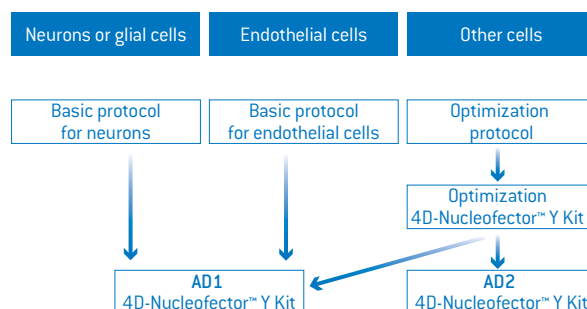 Neurons or glial cells
Endothelial cells
Other cells
Basic protocol
for neurons
Basic protocol
for endothelial cells
Optimization
protocol
Optimization
4D-Nucleofector™ Y Kit
AD1
4D-Nucleofector™ Y Kit
AD2
4D-Nucleofector™ Y Kit